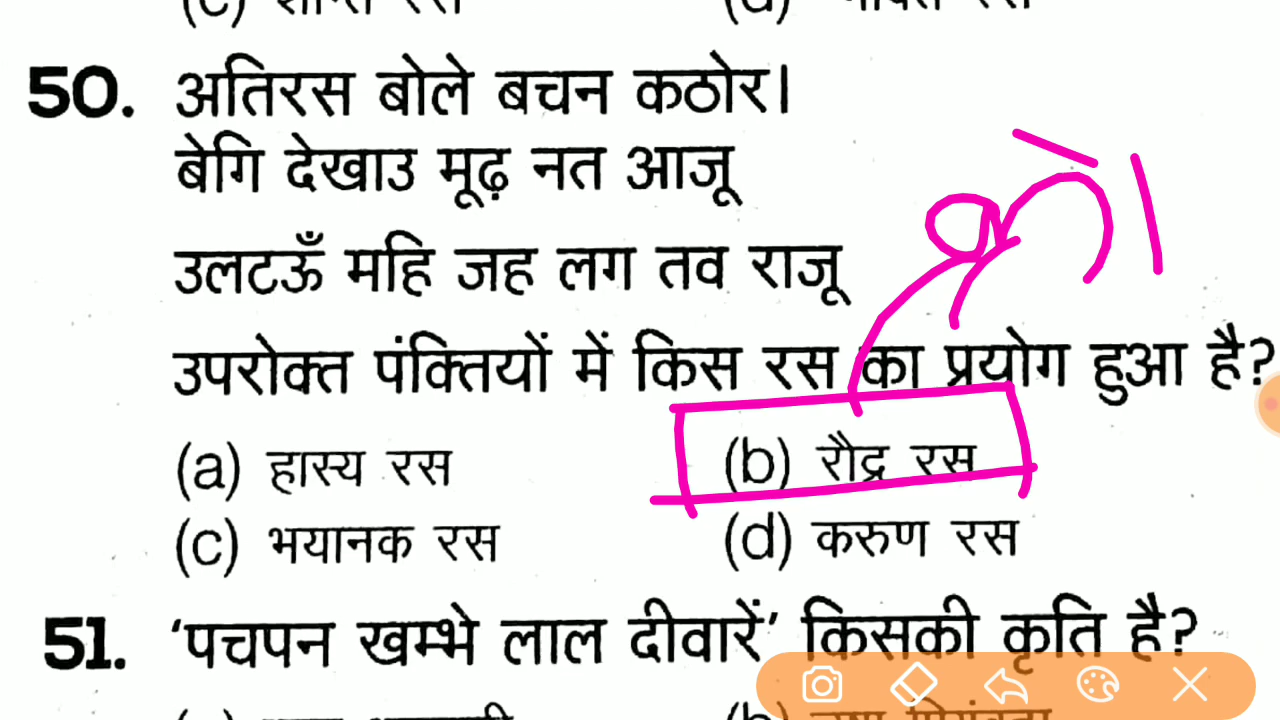 50. अतिरस बोले बचन कठोर।
बेगि देखाउ मूढ़ नत आजू
उलटऊँ महि जह लग तव राजू
उपरोक्त पंक्तियों में किस रस का प्रयोग हुआ है?
(a) हास्य रस (b) रौद्र रस
(c) भयानक रस (d) करुण रस
51. 'पचपन खम्भे लाल दीवारें' किसकी कृति है?